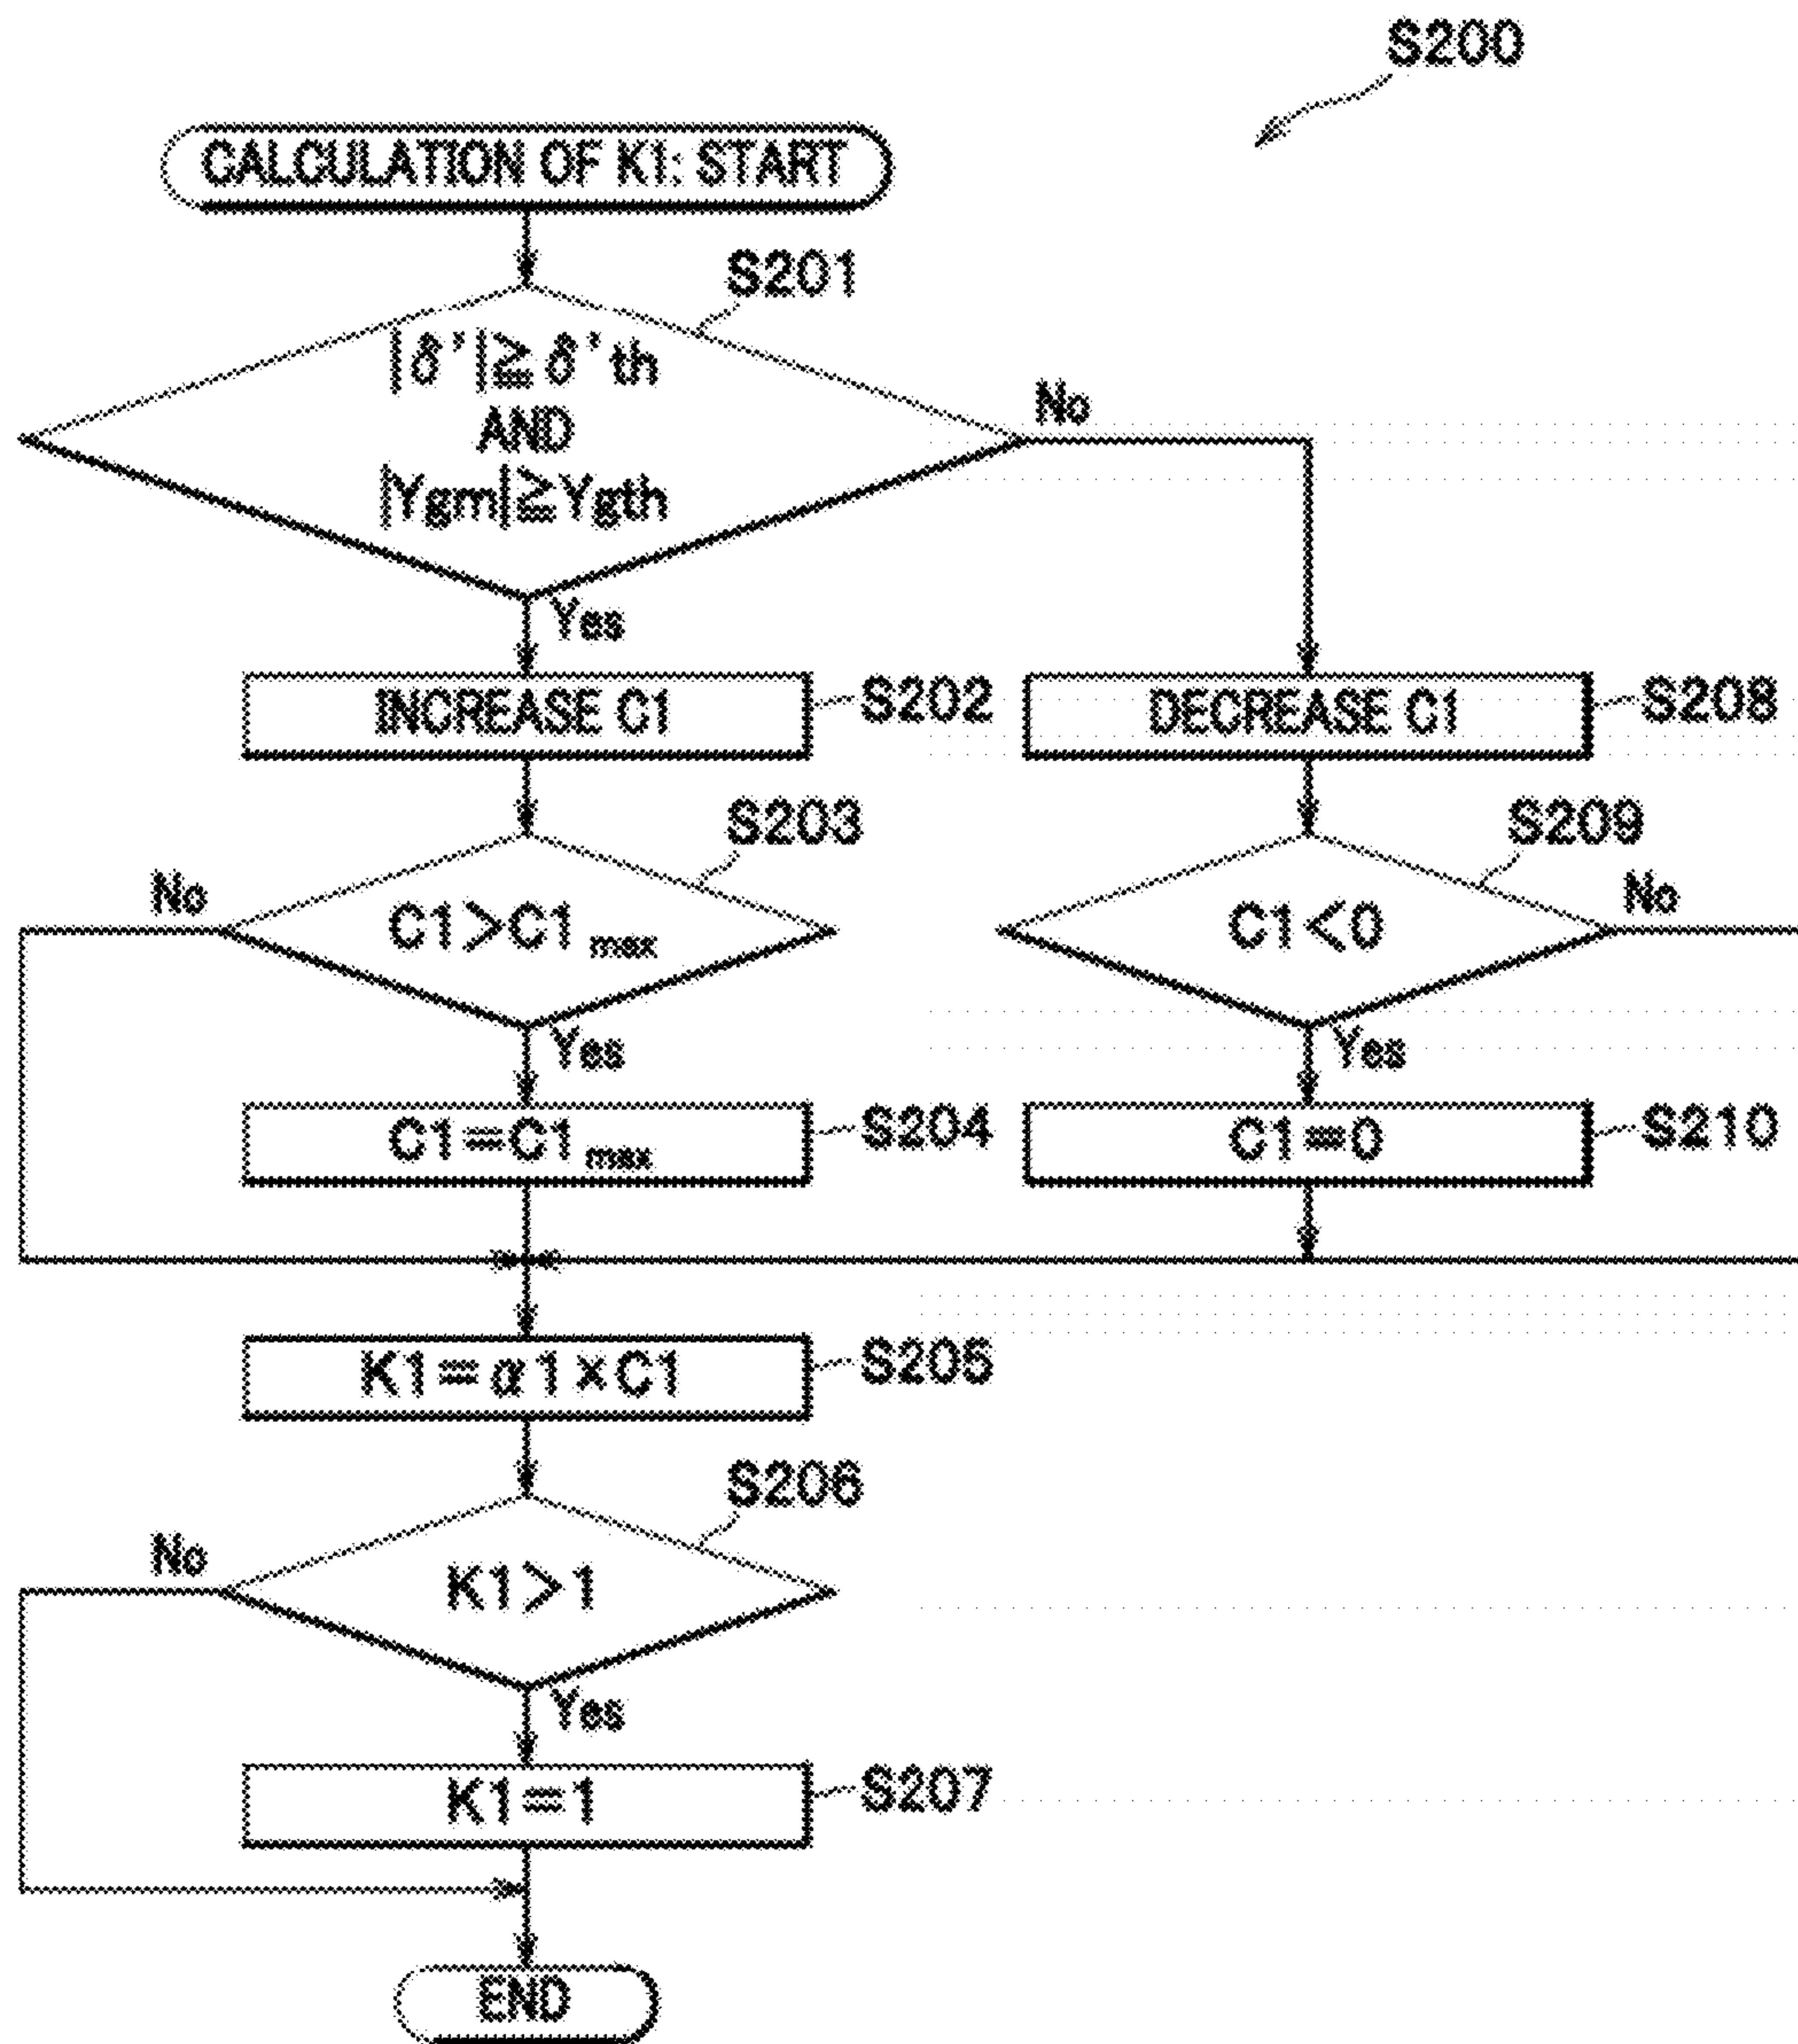 S200
CALCULATION OF K1: START
S201
|δ'|≧δ'th
AND
|Ygm|≧Ygth
No
Yes
INCREASE C1
S202
DECREASE C1
S208
S203
No
C1>C1max
Yes
S209
C1<0
No
Yes
C1=C1max
S204
C1=0
S210
K1=α1×C1
S205
S206
No
K1>1
Yes
K1=1
S207
END